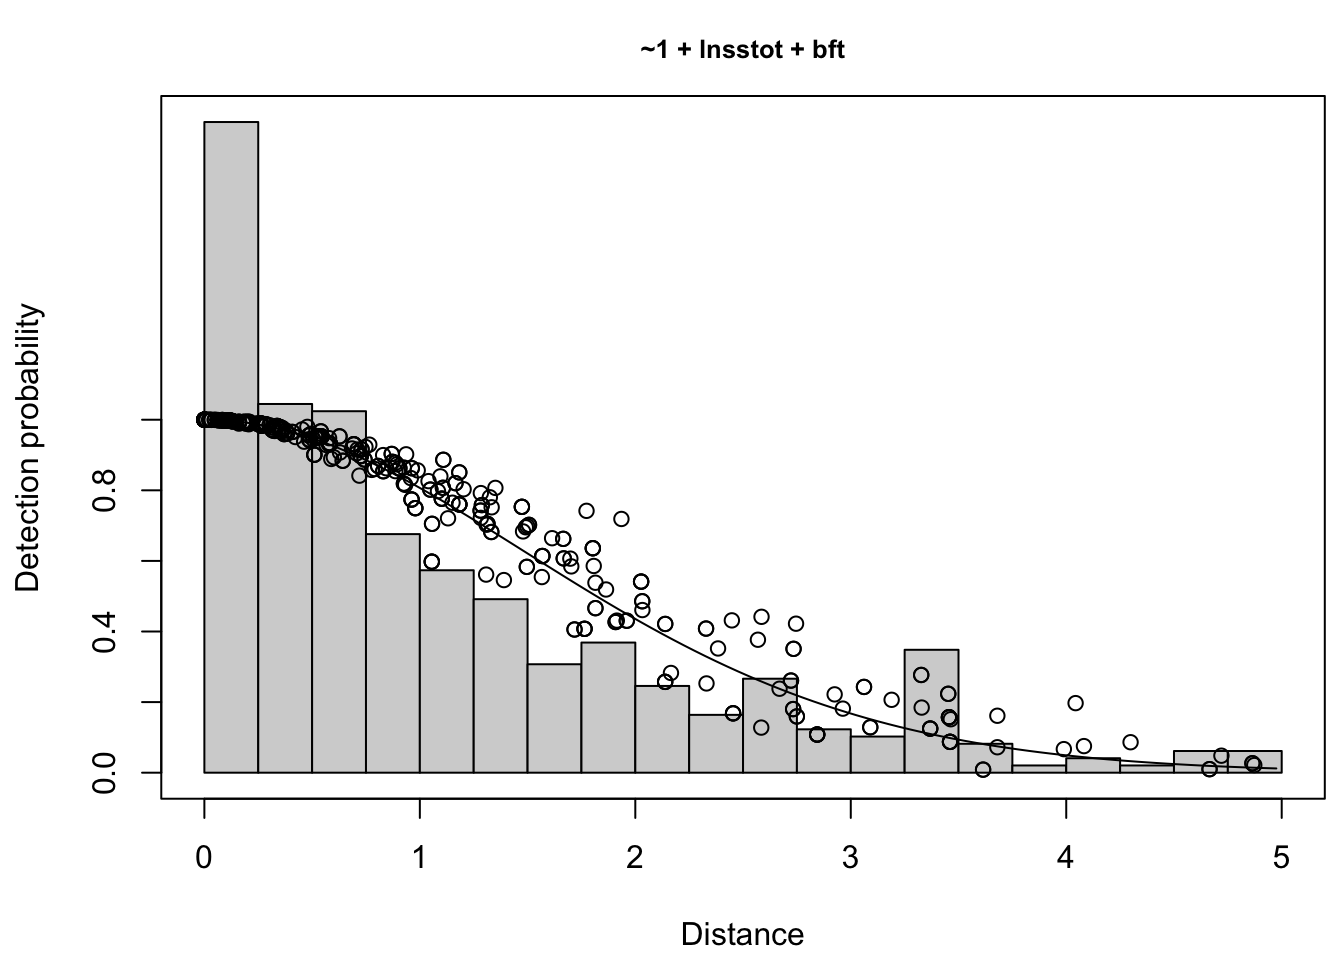 ~1 + lnsstot + bft
Detection probability
0.8
0.4
0.0
0 1 2 3 4 5
Distance